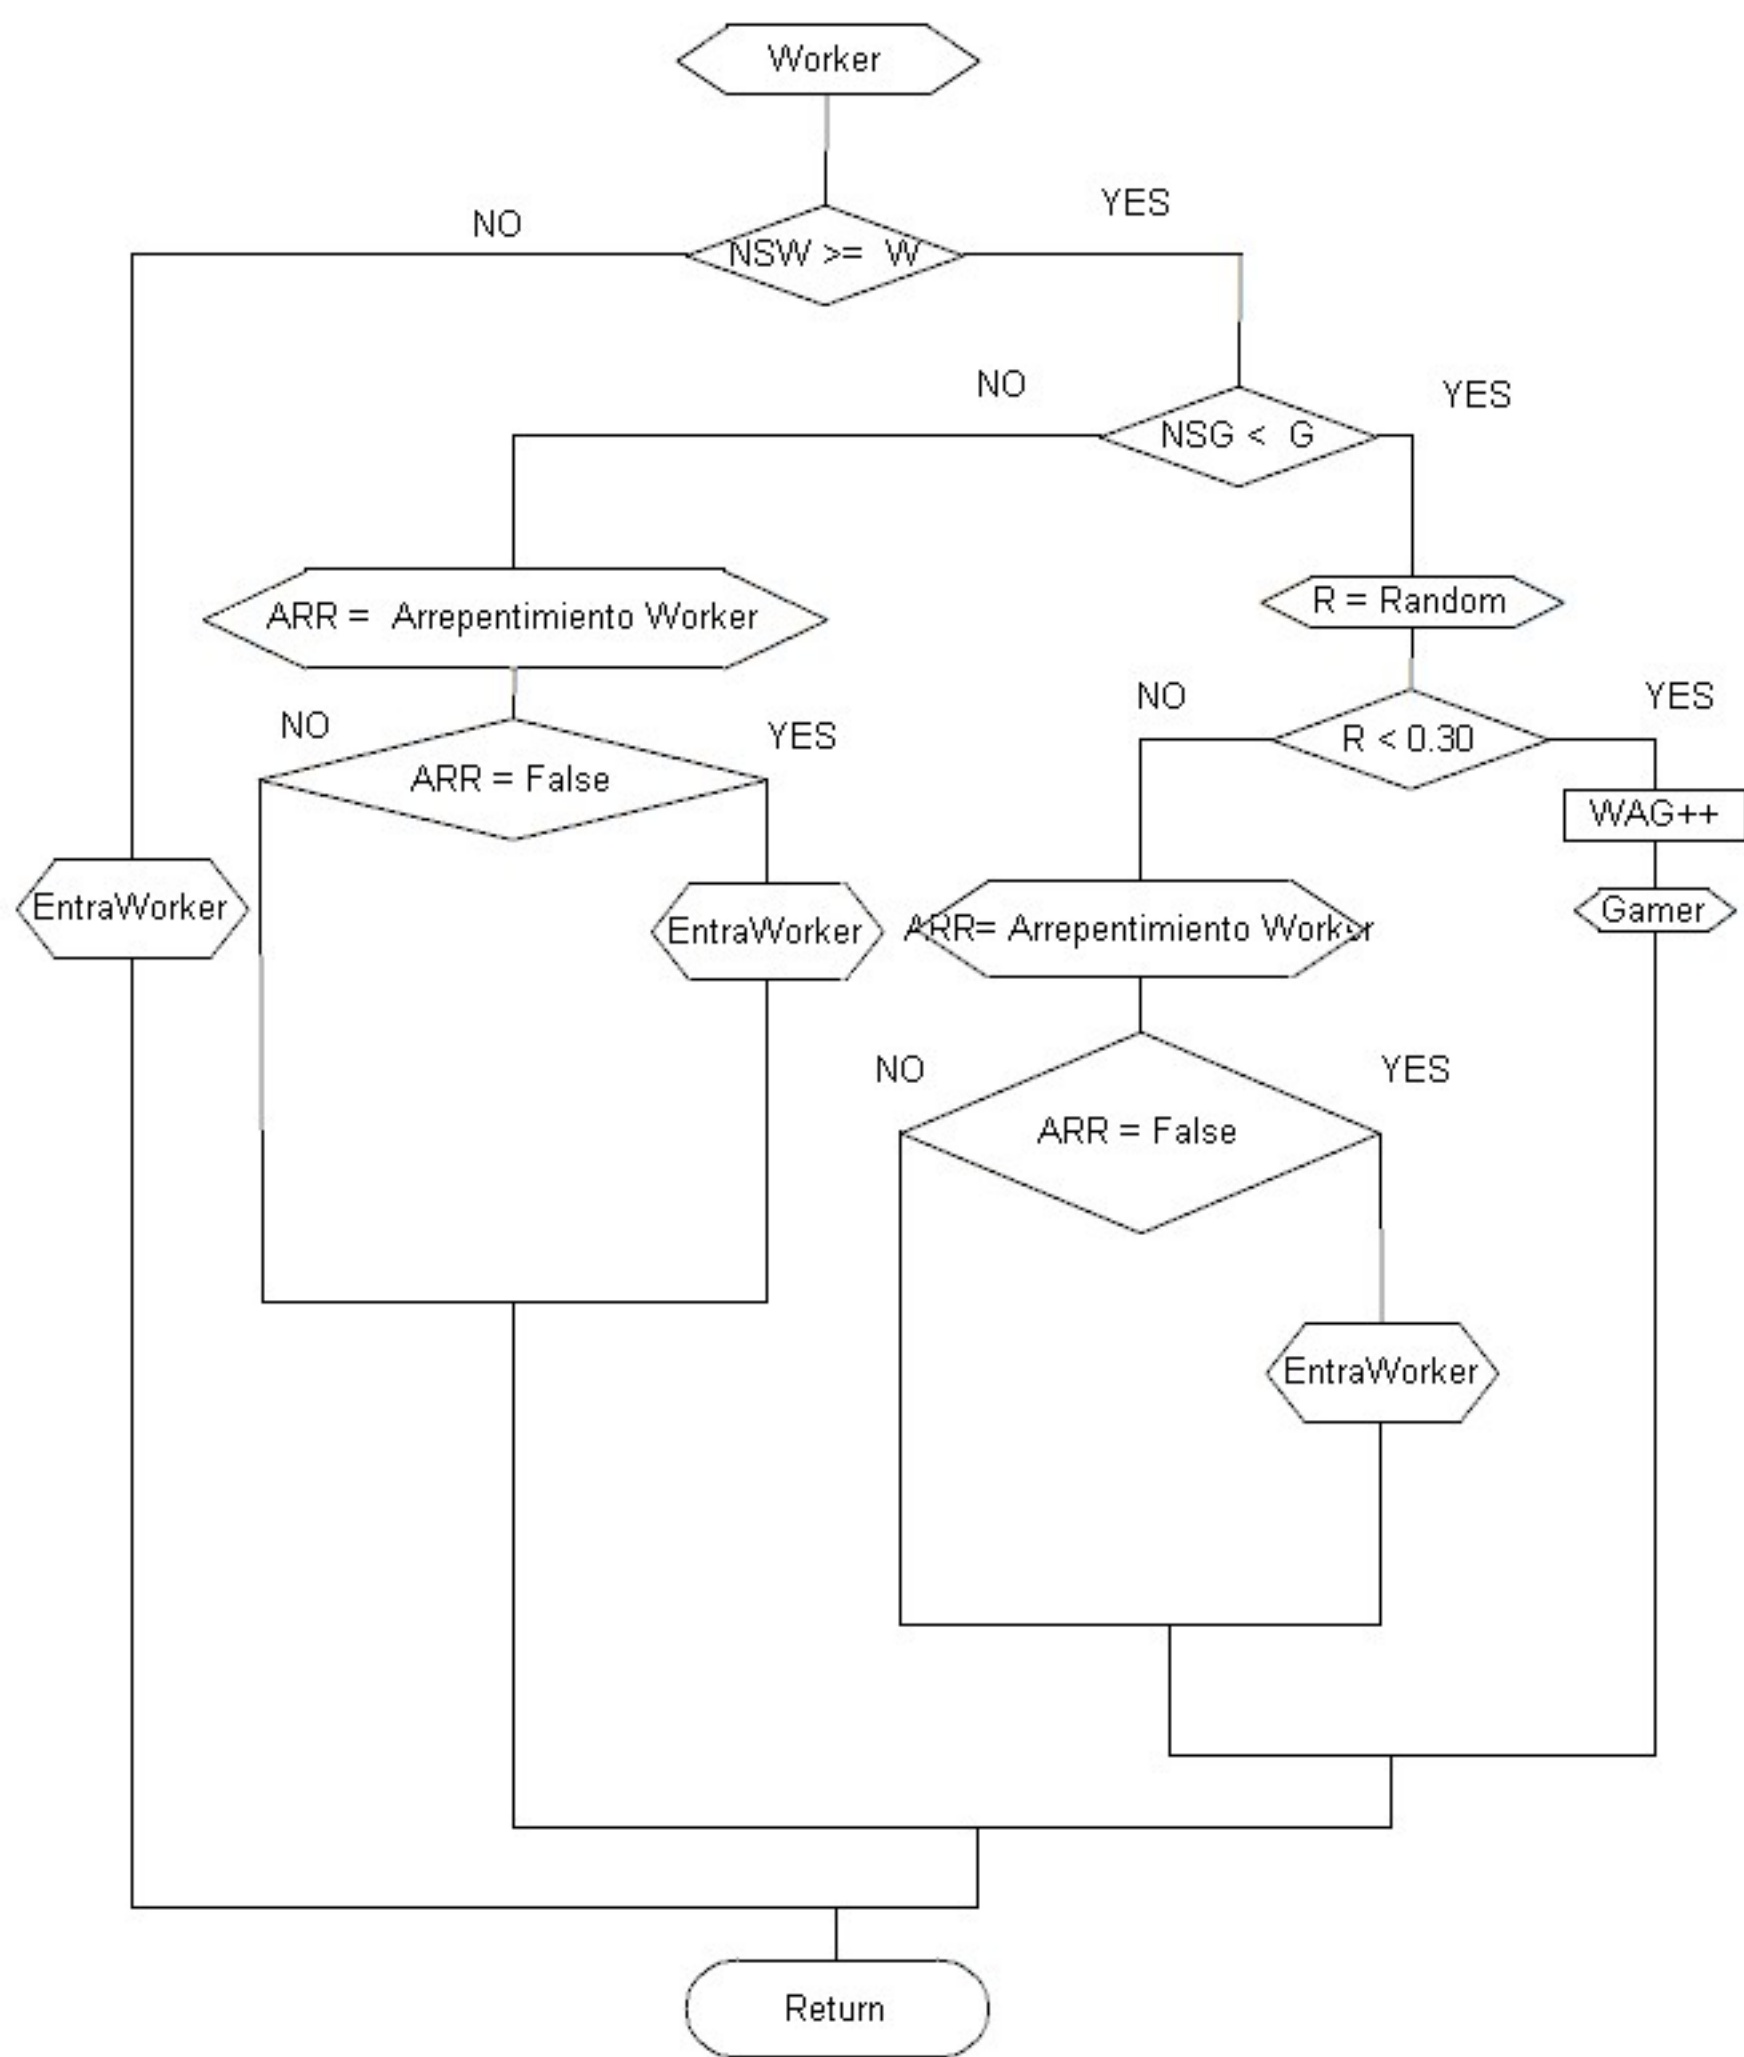 Worker
NO
YES
NSW >= W
NO
YES
NSG < G
ARR = Arrepentimiento Worker
R = Random
NO
YES
NO
YES
R < 0.30
ARR = False
WAG++
EntraWorker
EntraWorker
ARR= Arrepentimiento Worker
Gamer
NO
YES
ARR = False
EntraWorker
Return